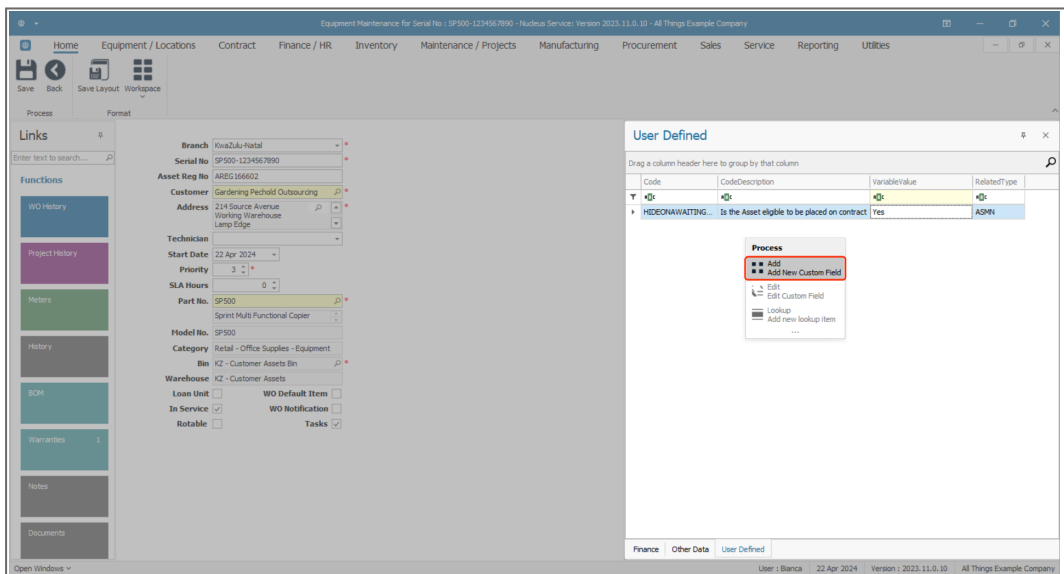 Equipment Maintenance for Serial No : SP500-1234567890 - Nucleus Service: Version 2023.11.0.10 - All Things Example Company
Home Equipment / Locations Contract Finance / HR Inventory Maintenance / Projects Manufacturing Procurement Sales Service Reporting Utilities
Save Back Save Layout Workspace
Process Format
Links
Enter text to search...
Functions
WO History
Project History
Meters
History
BOM
Warranties 1
Notes
Documents
Branch KwaZulu-Natal *
Serial No SP500-1234567890 *
Asset Reg No AREG166602
Customer Gardening Pechold Outsourcing *
Address 214 Source Avenue *
Working Warehouse
Lamp Edge
Technician
Start Date 22 Apr 2024
Priority 3 *
SLA Hours 0
Part No. SP500 *
Sprint Multi Functional Copier
Model No. SP500
Category Retail - Office Supplies - Equipment
Bin KZ - Customer Assets Bin *
Warehouse KZ - Customer Assets
Loan Unit WO Default Item
In Service WO Notification
Rotable Tasks
User Defined
Drag a column header here to group by that column
Code CodeDescription VariableValue RelatedType
HIDEONAWAITING... Is the Asset eligible to be placed on contract Yes ASMN
Process
Add
Add New Custom Field
Edit
Edit Custom Field
Lookup
Add new lookup item
...
Finance Other Data User Defined
Open Windows User : Bianca 22 Apr 2024 Version : 2023.11.0.10 All Things Example Company